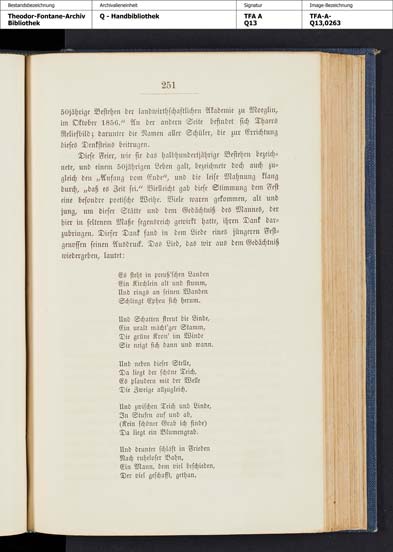 Bestandsbezeichnung
Archivalieneinheit
Signatur
Image-Bezeichnung
Theodor-Fontane-Archiv
Bibliothek
Q - Handbibliothek
TFA A
Q13
TFA-A-
Q13,0263
251
50jährige Bestehen der landwirthschaftlichen Akademie zu Moeglin,
im Oktober 1856.“ An der andern Seite befindet sich Thaers
Reliefbild; darunter die Namen aller Schüler, die zur Errichtung
dieses Denksteins beitrugen.
Diese Feier, wie sie das halbhundertjährige Bestehen bezeich-
nete, und einem 50jährigen Leben galt, bezeichnete doch auch zu-
gleich den „Anfang vom Ende“, und die leise Mahnung klang
durch, „daß es Zeit sei.“ Vielleicht gab diese Stimmung dem Fest
eine besonder poetische Weihe. Viele waren gekommen, alt und
jung, um dieser Stätte und dem Gedächtniß des Mannes, der
hier in seltenem Maße segensreich gewirkt hatte, ihren Dank dar-
zubringen. Dieser Dank fand in dem Liede eines jüngeren Fest-
genossen seinen Ausdruck. Das Lied, das wir aus dem Gedächtniß
wiedergeben, lautet:
Es steht in preuß'schen Landen
Ein Kirchlein alt und stumm,
Und rings an seinen Wanden
Schlingt Epheu sich herum.
Und Schatten streut die Linde,
Ein uralt mächt'ger Stamm,
Die grüne Kron' im Winde
Sie neigt sich dann und wann.
Und neben dieser Stelle,
Da liegt der schöne Teich,
Es plaudern mit der Welle
Die Zweige allzugleich.
Und zwischen Teich und Linde,
In Stufen auf und ab,
(Kein schöner Grab ich finde)
Da liegt ein Blumengrab.
Und drunter schläft in Frieden
Nach ruheloser Bahn,
Ein Mann, dem viel beschieden,
Der viel geschafft, gethan.